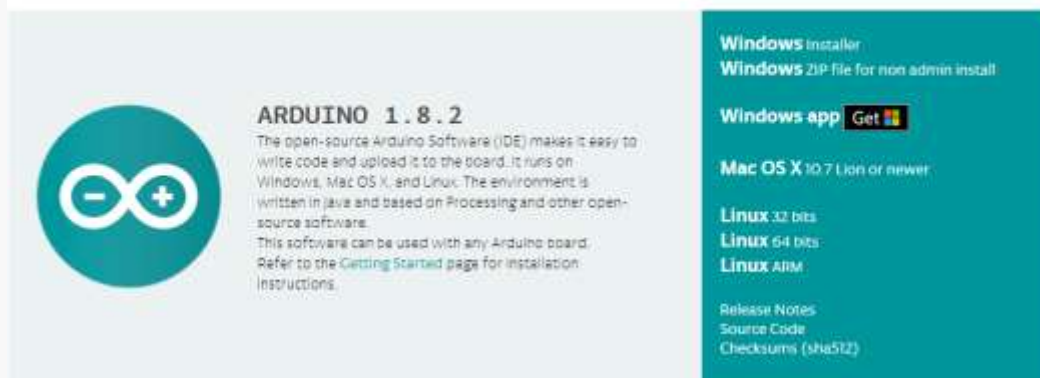 ARDUINO 1.8.2
The open-source Arduino Software (IDE) makes it easy to
write code and upload it to the board. It runs on
Windows, Mac OS X, and Linux. The environment is
written in Java and based on Processing and other open-
source software.
This software can be used with any Arduino board.
Refer to the Getting Started page for Installation
instructions.
Windows Installer
Windows ZIP file for non admin install
Windows app Get
Mac OS X 10.7 Lion or newer
Linux 32 bits
Linux 64 bits
Linux ARM
Release Notes
Source Code
Checksums (sha512)